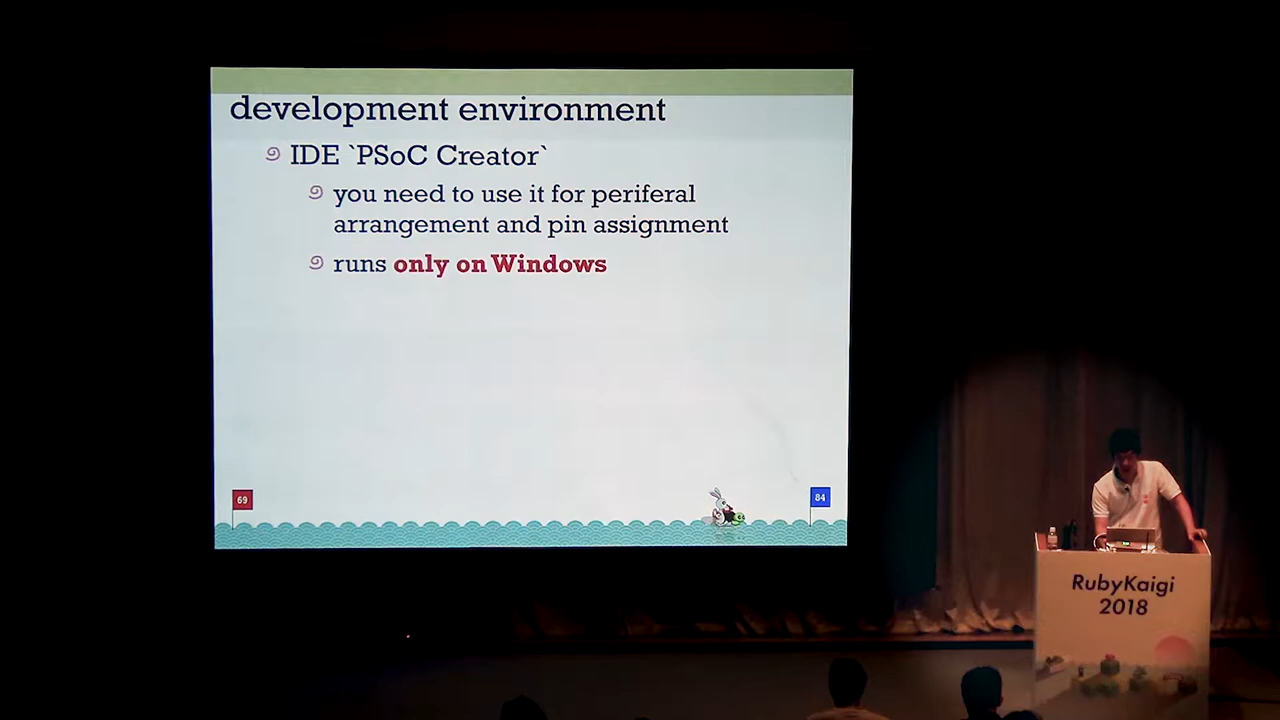 development environment
IDE `PSoC Creator`
you need to use it for periferal
arrangement and pin assignment
runs only on Windows
69
84
RubyKaigi
2018